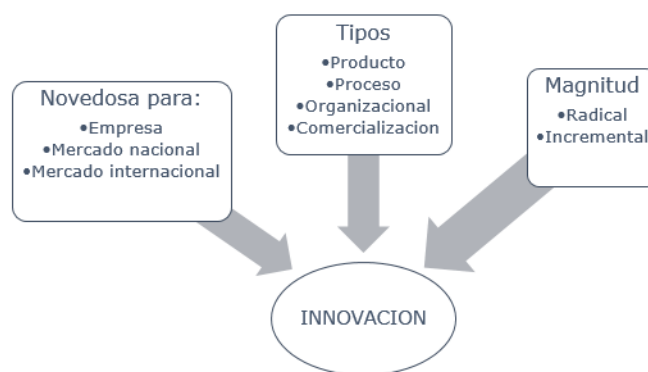 Novedosa para:
•Empresa
•Mercado nacional
•Mercado internacional
Tipos
•Producto
•Proceso
•Organizacional
•Comercializacion
Magnitud
•Radical
•Incremental
INNOVACION